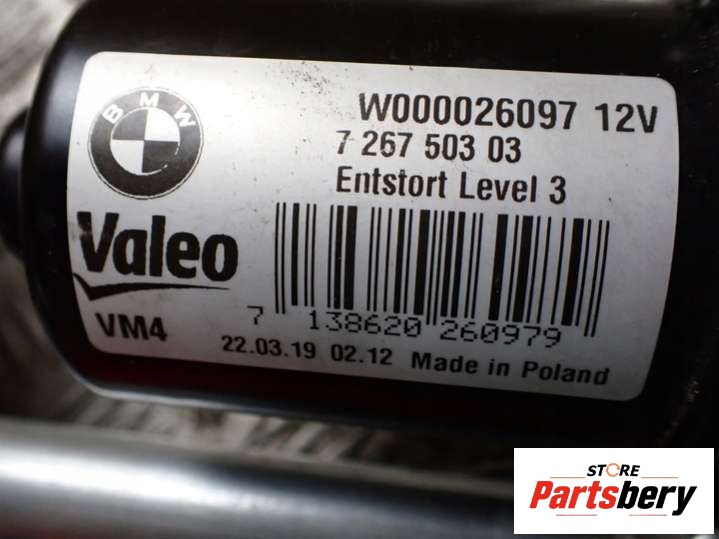 BMW
W000026097 12V
7 267 503 03
Entstort Level 3
Valeo
7 138620 260979
VM4
22.03.19 02.12 Made in Poland
STORE
Partsbery